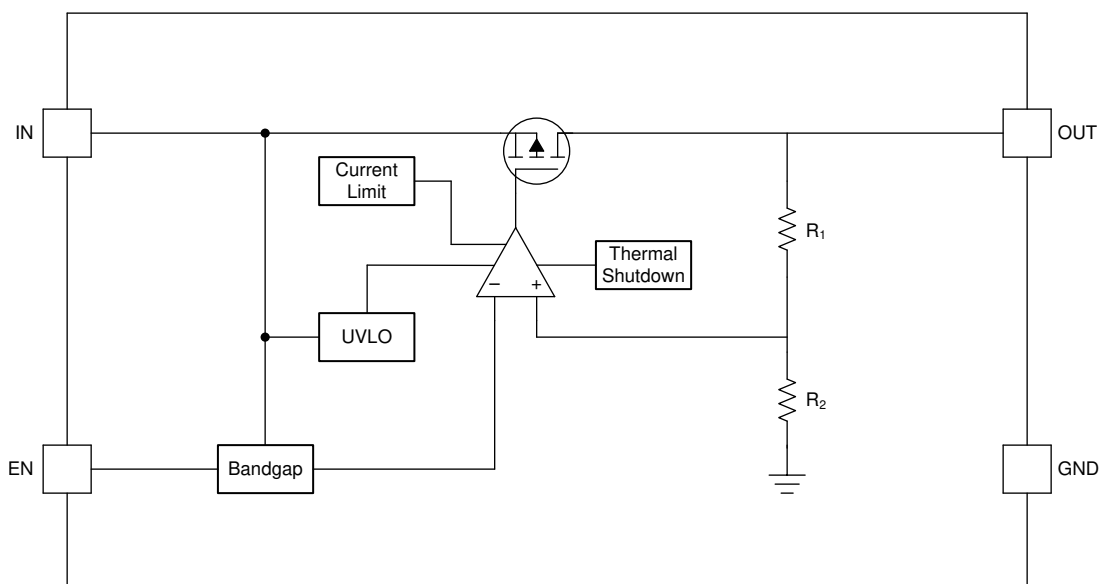 IN
OUT
Current
Limit
R₁
Thermal
Shutdown
− +
UVLO
R₂
EN
Bandgap
GND